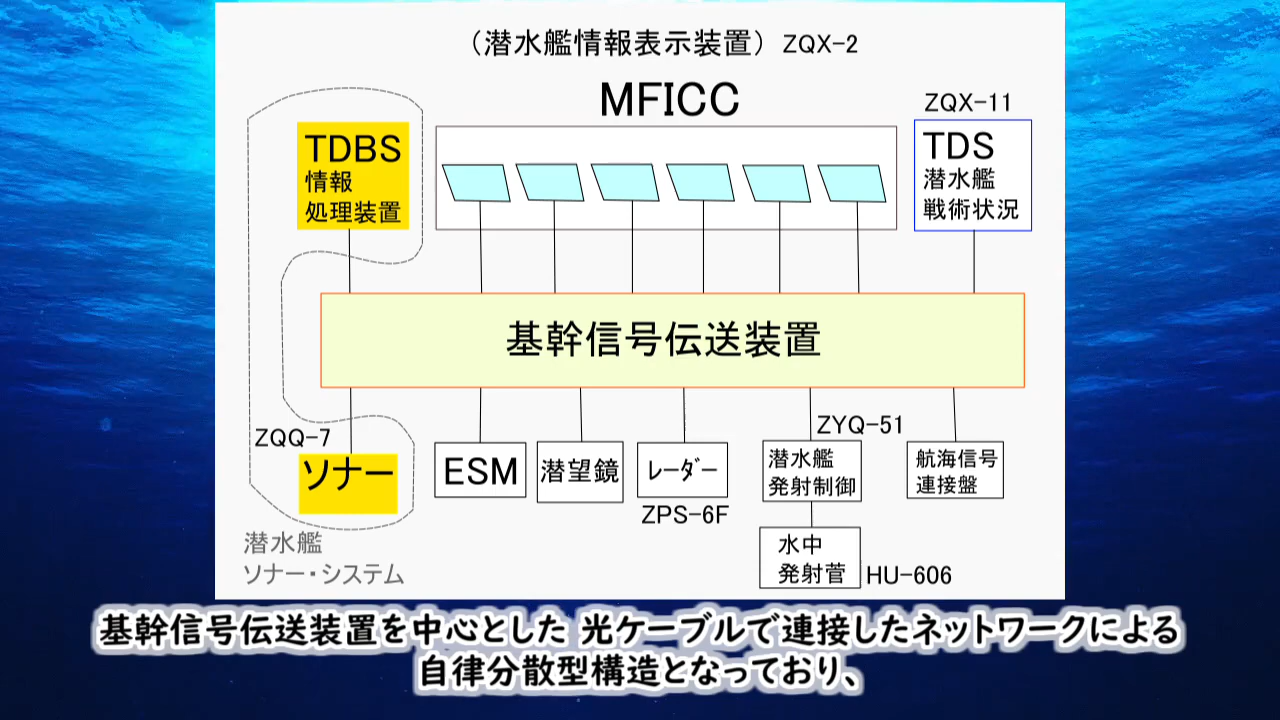 （潜水艦情報表示装置）ZQX-2
MFICC
ZQX-11
TDBS
情報
処理装置
TDS
潜水艦
戦術状況
基幹信号伝送装置
ZQQ-7
ソナー
ESM
潜望鏡
ﾚｰﾀﾞｰ
ZPS-6F
ZYQ-51
潜水艦
発射制御
航海信号
連接盤
水中
発射菅
HU-606
潜水艦
ソナー・システム
基幹信号伝送装置を中心とした 光ケーブルで連接したネットワークによる
自律分散型構造となっており、